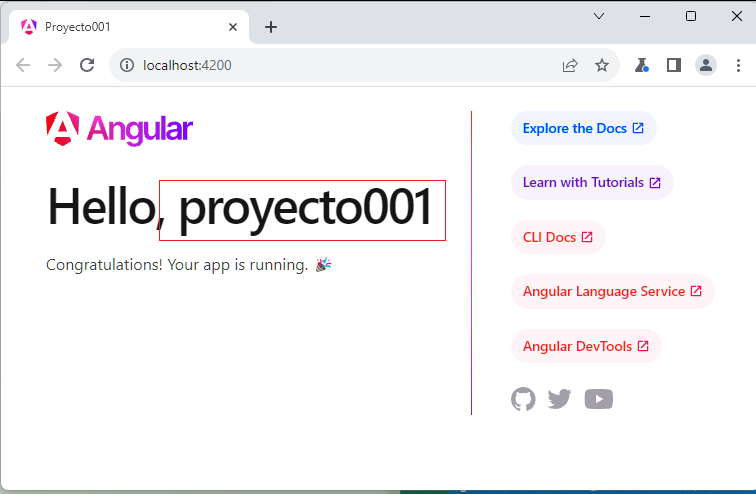 Proyecto001
localhost:4200
Angular
Hello, proyecto001
Congratulations! Your app is running. 🎉
Explore the Docs
Learn with Tutorials
CLI Docs
Angular Language Service
Angular DevTools